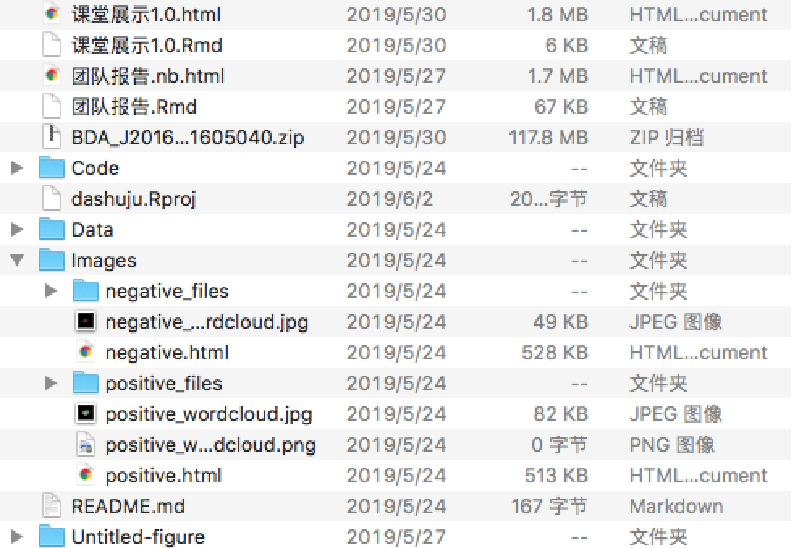 课堂展示1.0.html 2019/5/30 1.8 MB HTML...cument
课堂展示1.0.Rmd 2019/5/30 6 KB 文稿
团队报告.nb.html 2019/5/27 1.7 MB HTML...cument
团队报告.Rmd 2019/5/27 67 KB 文稿
BDA_J2016...1605040.zip 2019/5/30 117.8 MB ZIP 归档
Code 2019/5/24 -- 文件夹
dashuju.Rproj 2019/6/2 20...字节 文稿
Data 2019/5/24 -- 文件夹
Images 2019/5/24 -- 文件夹
negative_files 2019/5/24 -- 文件夹
negative_...rdcloud.jpg 2019/5/24 49 KB JPEG 图像
negative.html 2019/5/24 528 KB HTML...cument
positive_files 2019/5/24 -- 文件夹
positive_wordcloud.jpg 2019/5/24 82 KB JPEG 图像
positive_w...dcloud.png 2019/5/24 0 字节 PNG 图像
positive.html 2019/5/24 513 KB HTML...cument
README.md 2019/5/24 167 字节 Markdown
Untitled-figure 2019/5/27 -- 文件夹